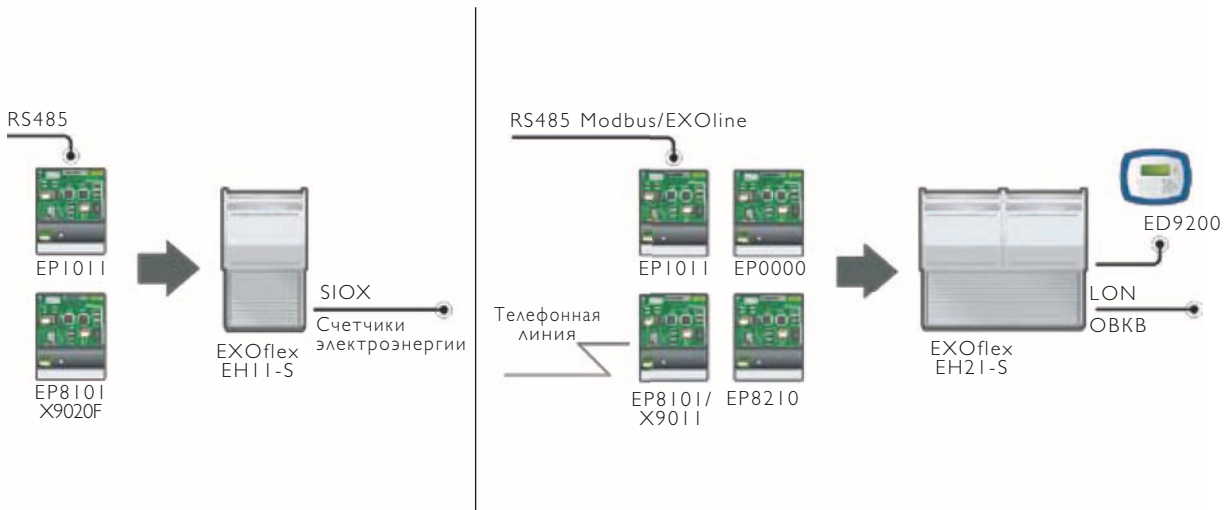 RS485
EP1011
EP8101
X9020F
EXOflex
EH11-S
SIOX
Счетчики
электроэнергии
RS485 Modbus/EXOline
EP1011
EP0000
Телефонная
линия
EP8101/
X9011
EP8210
EXOflex
EH21-S
ED9200
LON
ОВКВ